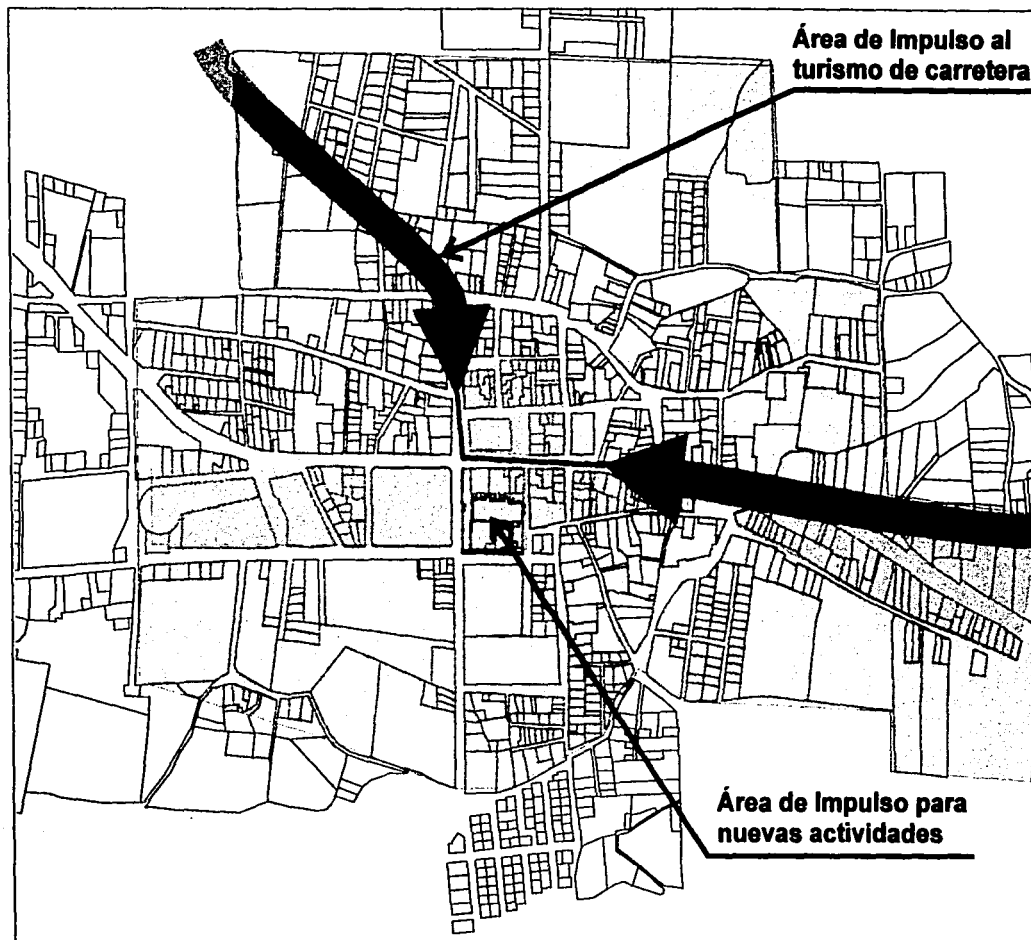 Área de Impulso al
turismo de carretera
Área de Impulso para
nuevas actividades